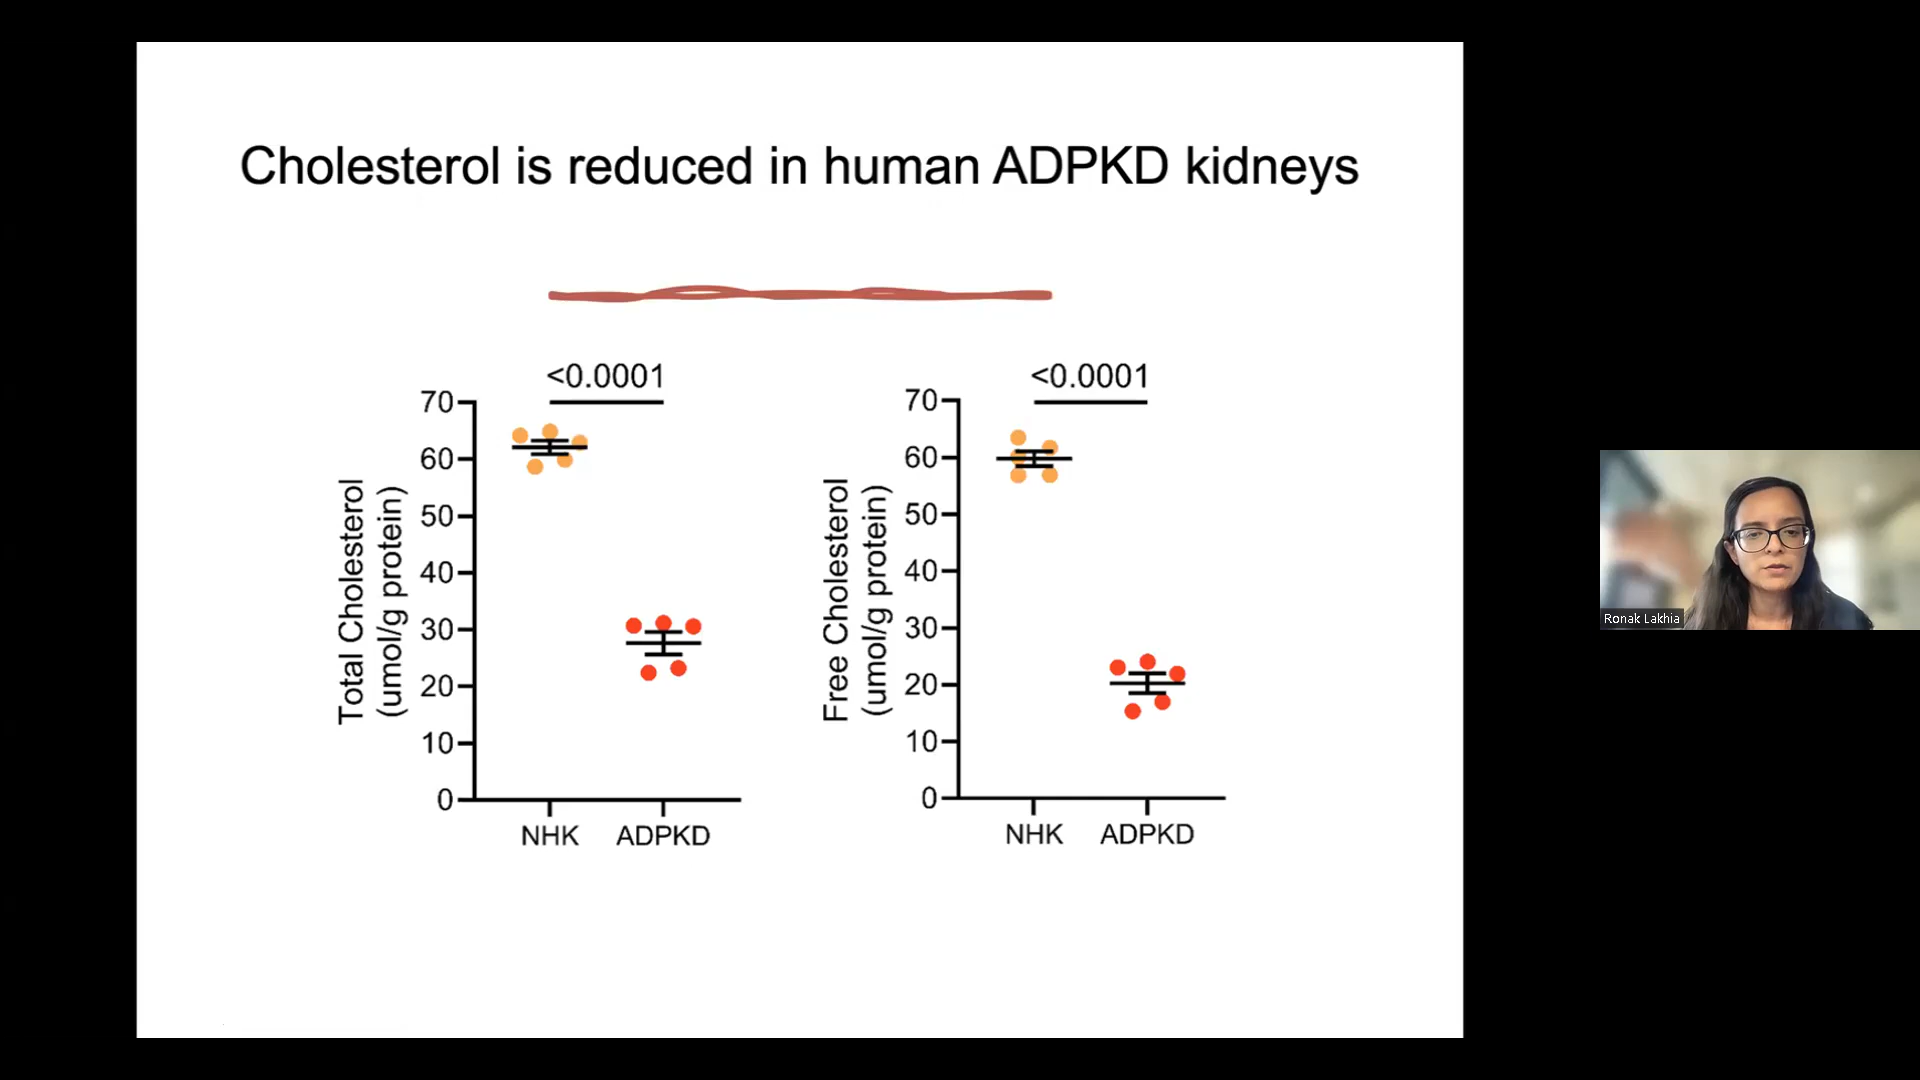 Cholesterol is reduced in human ADPKD kidneys
<0.0001
70
60
50
40
30
20
10
0
Total Cholesterol
(umol/g protein)
NHK
ADPKD
<0.0001
70
60
50
40
30
20
10
0
Free Cholesterol
(umol/g protein)
NHK
ADPKD
Ronak Lakhia